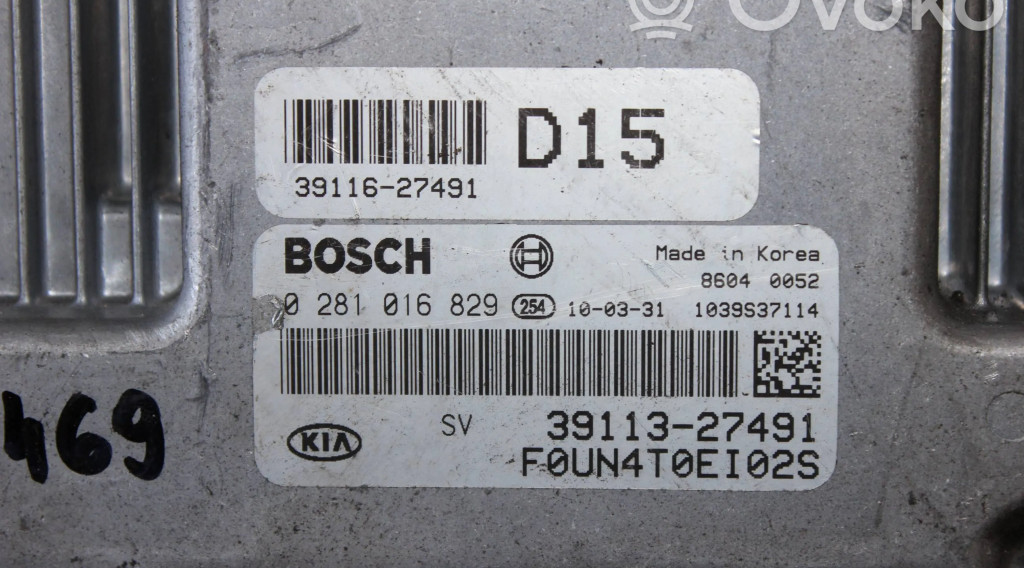 OVOKO
D15
39116-27491
BOSCH
Made in Korea
8604 0052
0 281 016 829 254 10-03-31 1039S37114
SV 39113-27491
KIA
F0UN4T0EI02S
469